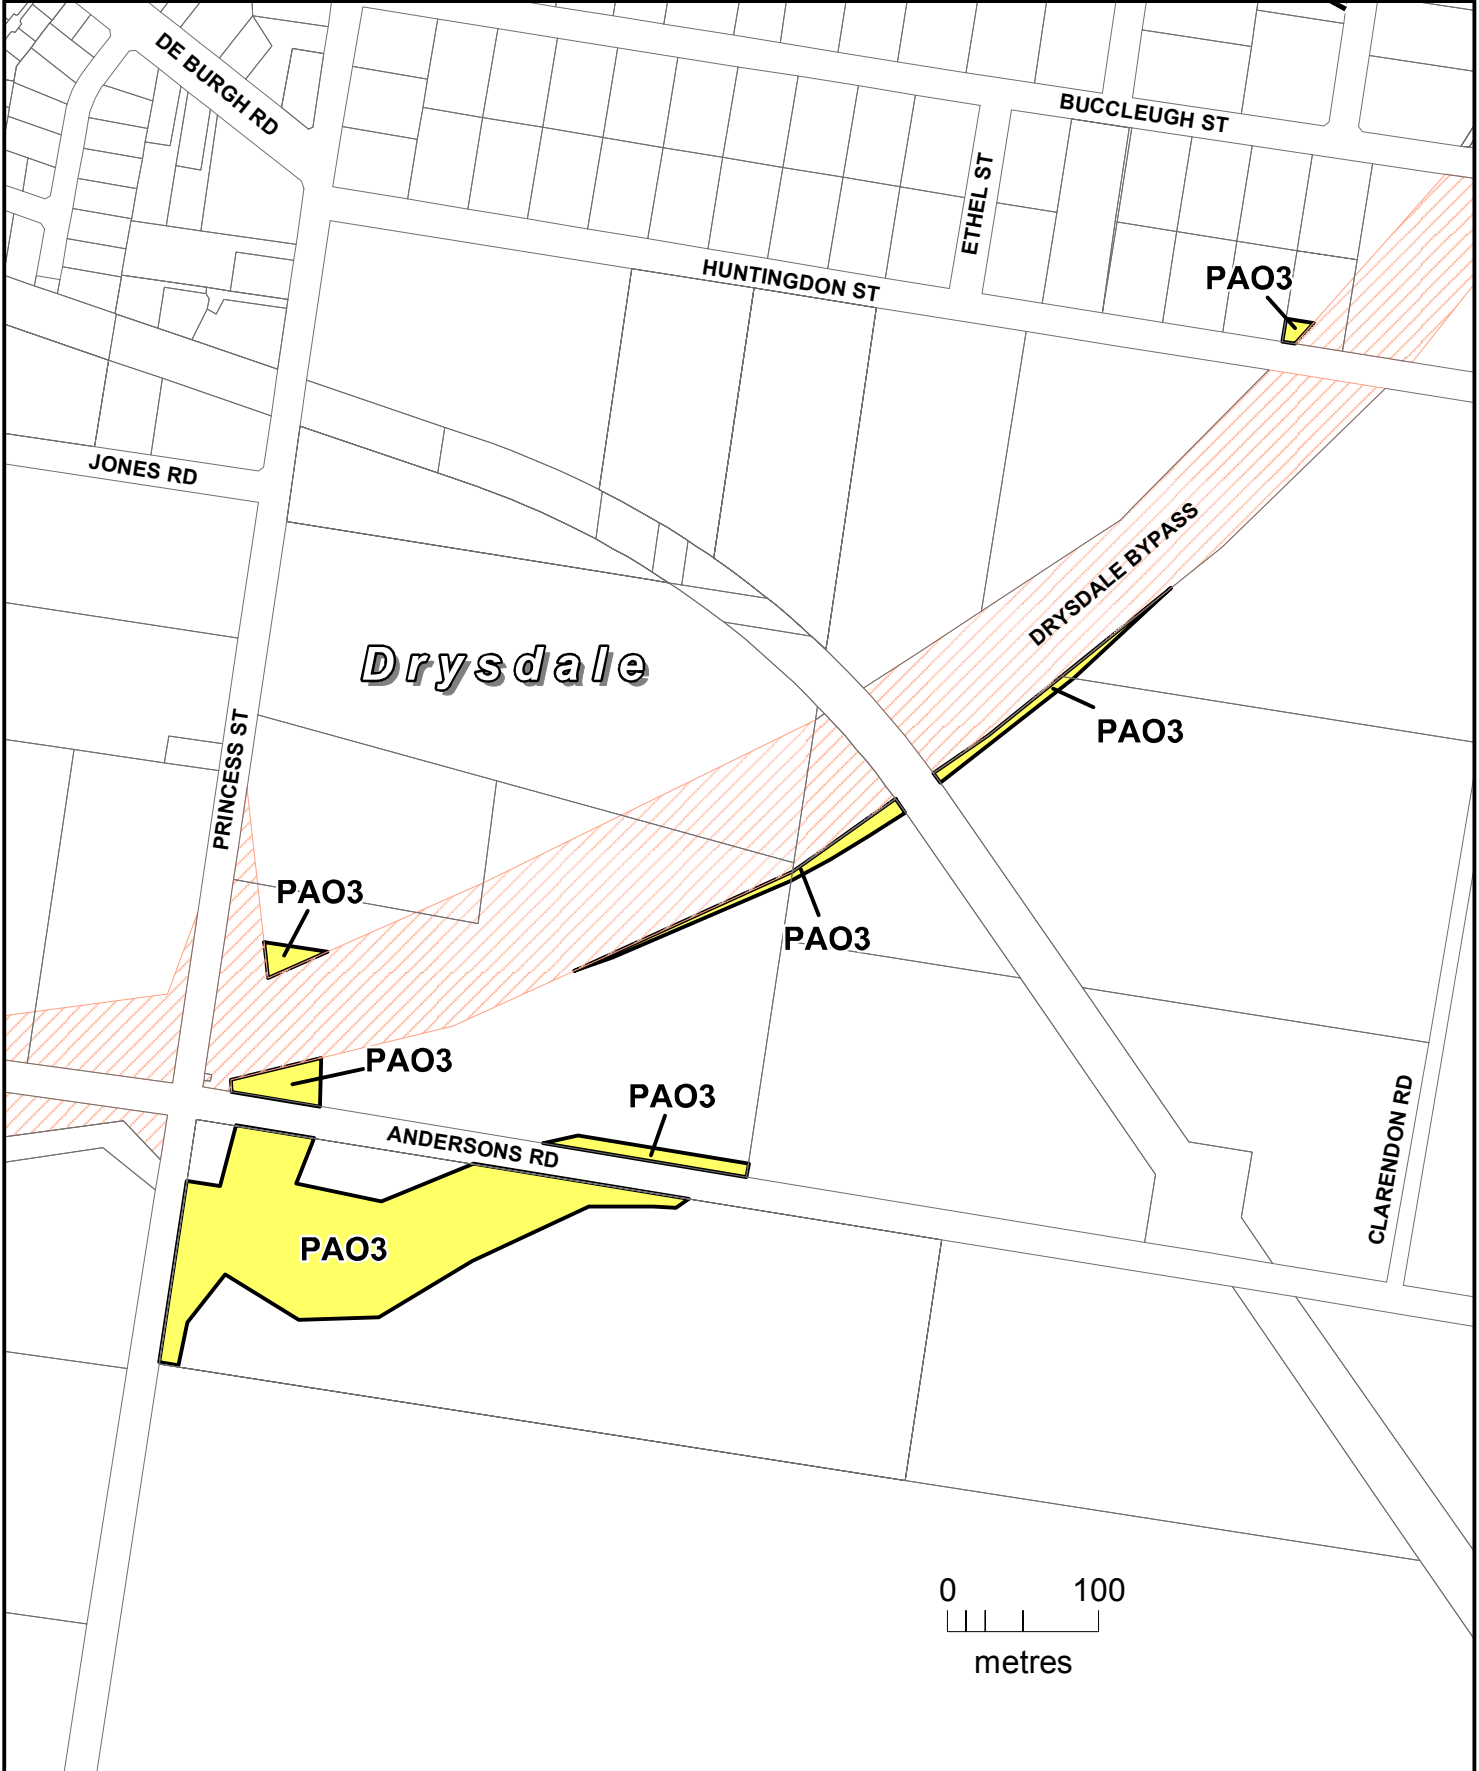 DE BURGH RD
BUCCLEUGH ST
ETHEL ST
HUNTINGDON ST
PAO3
JONES RD
DRYSDALE BYPASS
Drysdale
PAO3
PRINCESS ST
PAO3
PAO3
PAO3
PAO3
ANDERSONS RD
CLARENDON RD
PAO3
0 100
metres